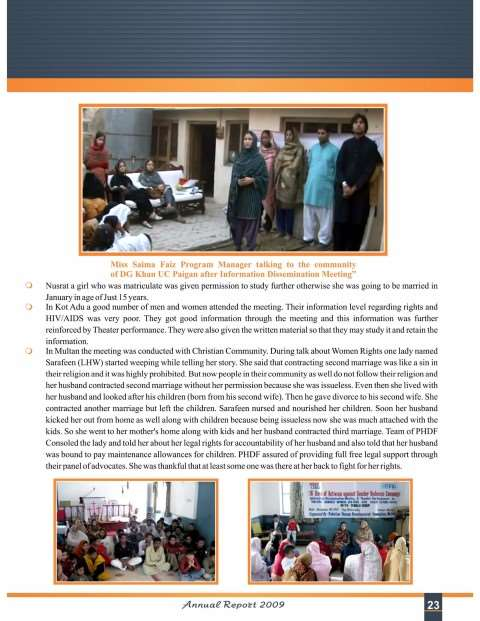 Miss Saima Faiz Program Manager talking to the community
of DG Khan UC Paigan after Information Dissemination Meeting"
Nusrat a girl who was matriculate was given permission to study further otherwise she was going to be married in
January in age of Just 15 years.
In Kot Adu a good number of men and women attended the meeting. Their information level regarding rights and
HIV/AIDS was very poor. They got good information through the meeting and this information was further
reinforced by Theater performance. They were also given the written material so that they may study it and retain the
information.
In Multan the meeting was conducted with Christian Community. During talk about Women Rights one lady named
Sarafeen (LHW) started weeping while telling her story. She said that contracting second marriage was like a sin in
their religion and it was highly prohibited. But now people in their community as well do not follow their religion and
her husband contracted second marriage without her permission because she was issueless. Even then she lived with
her husband and looked after his children (born from his second wife). Then he gave divorce to his second wife. She
contracted another marriage but left the children. Sarafeen nursed and nourished her children. Soon her husband
kicked her out from home as well along with children because being issueless now she was much attached with the
kids. So she went to her mother's home along with kids and her husband contracted third marriage. Team of PHDF
Consoled the lady and told her about her legal rights for accountability of her husband and also told that her husband
was bound to pay maintenance allowances for children. PHDF assured of providing full free legal support through
their panel of advocates. She was thankful that at least some one was there at her back to fight for her rights.
16 Days of Activism against Gender Violence Campaign
Annual Report 2009
23